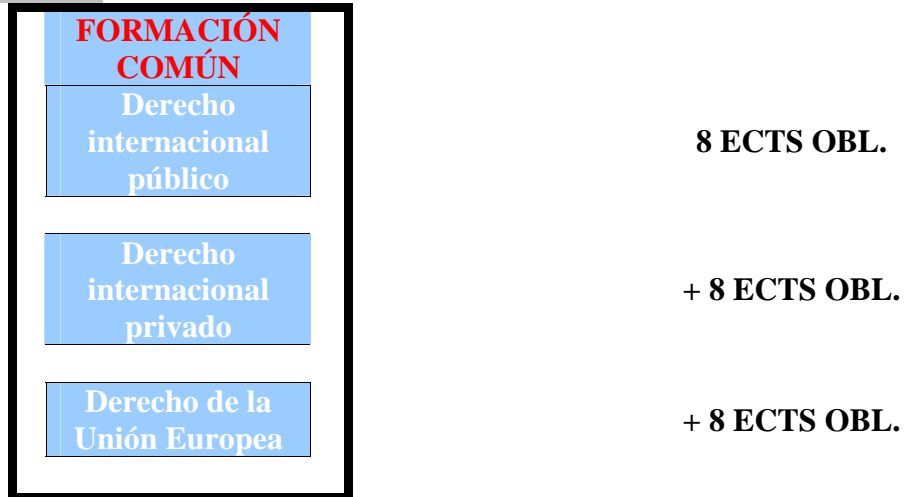 FORMACIÓN
COMÚN
Derecho
internacional
público
8 ECTS OBL.
Derecho
internacional
privado
+ 8 ECTS OBL.
Derecho de la
Unión Europea
+ 8 ECTS OBL.